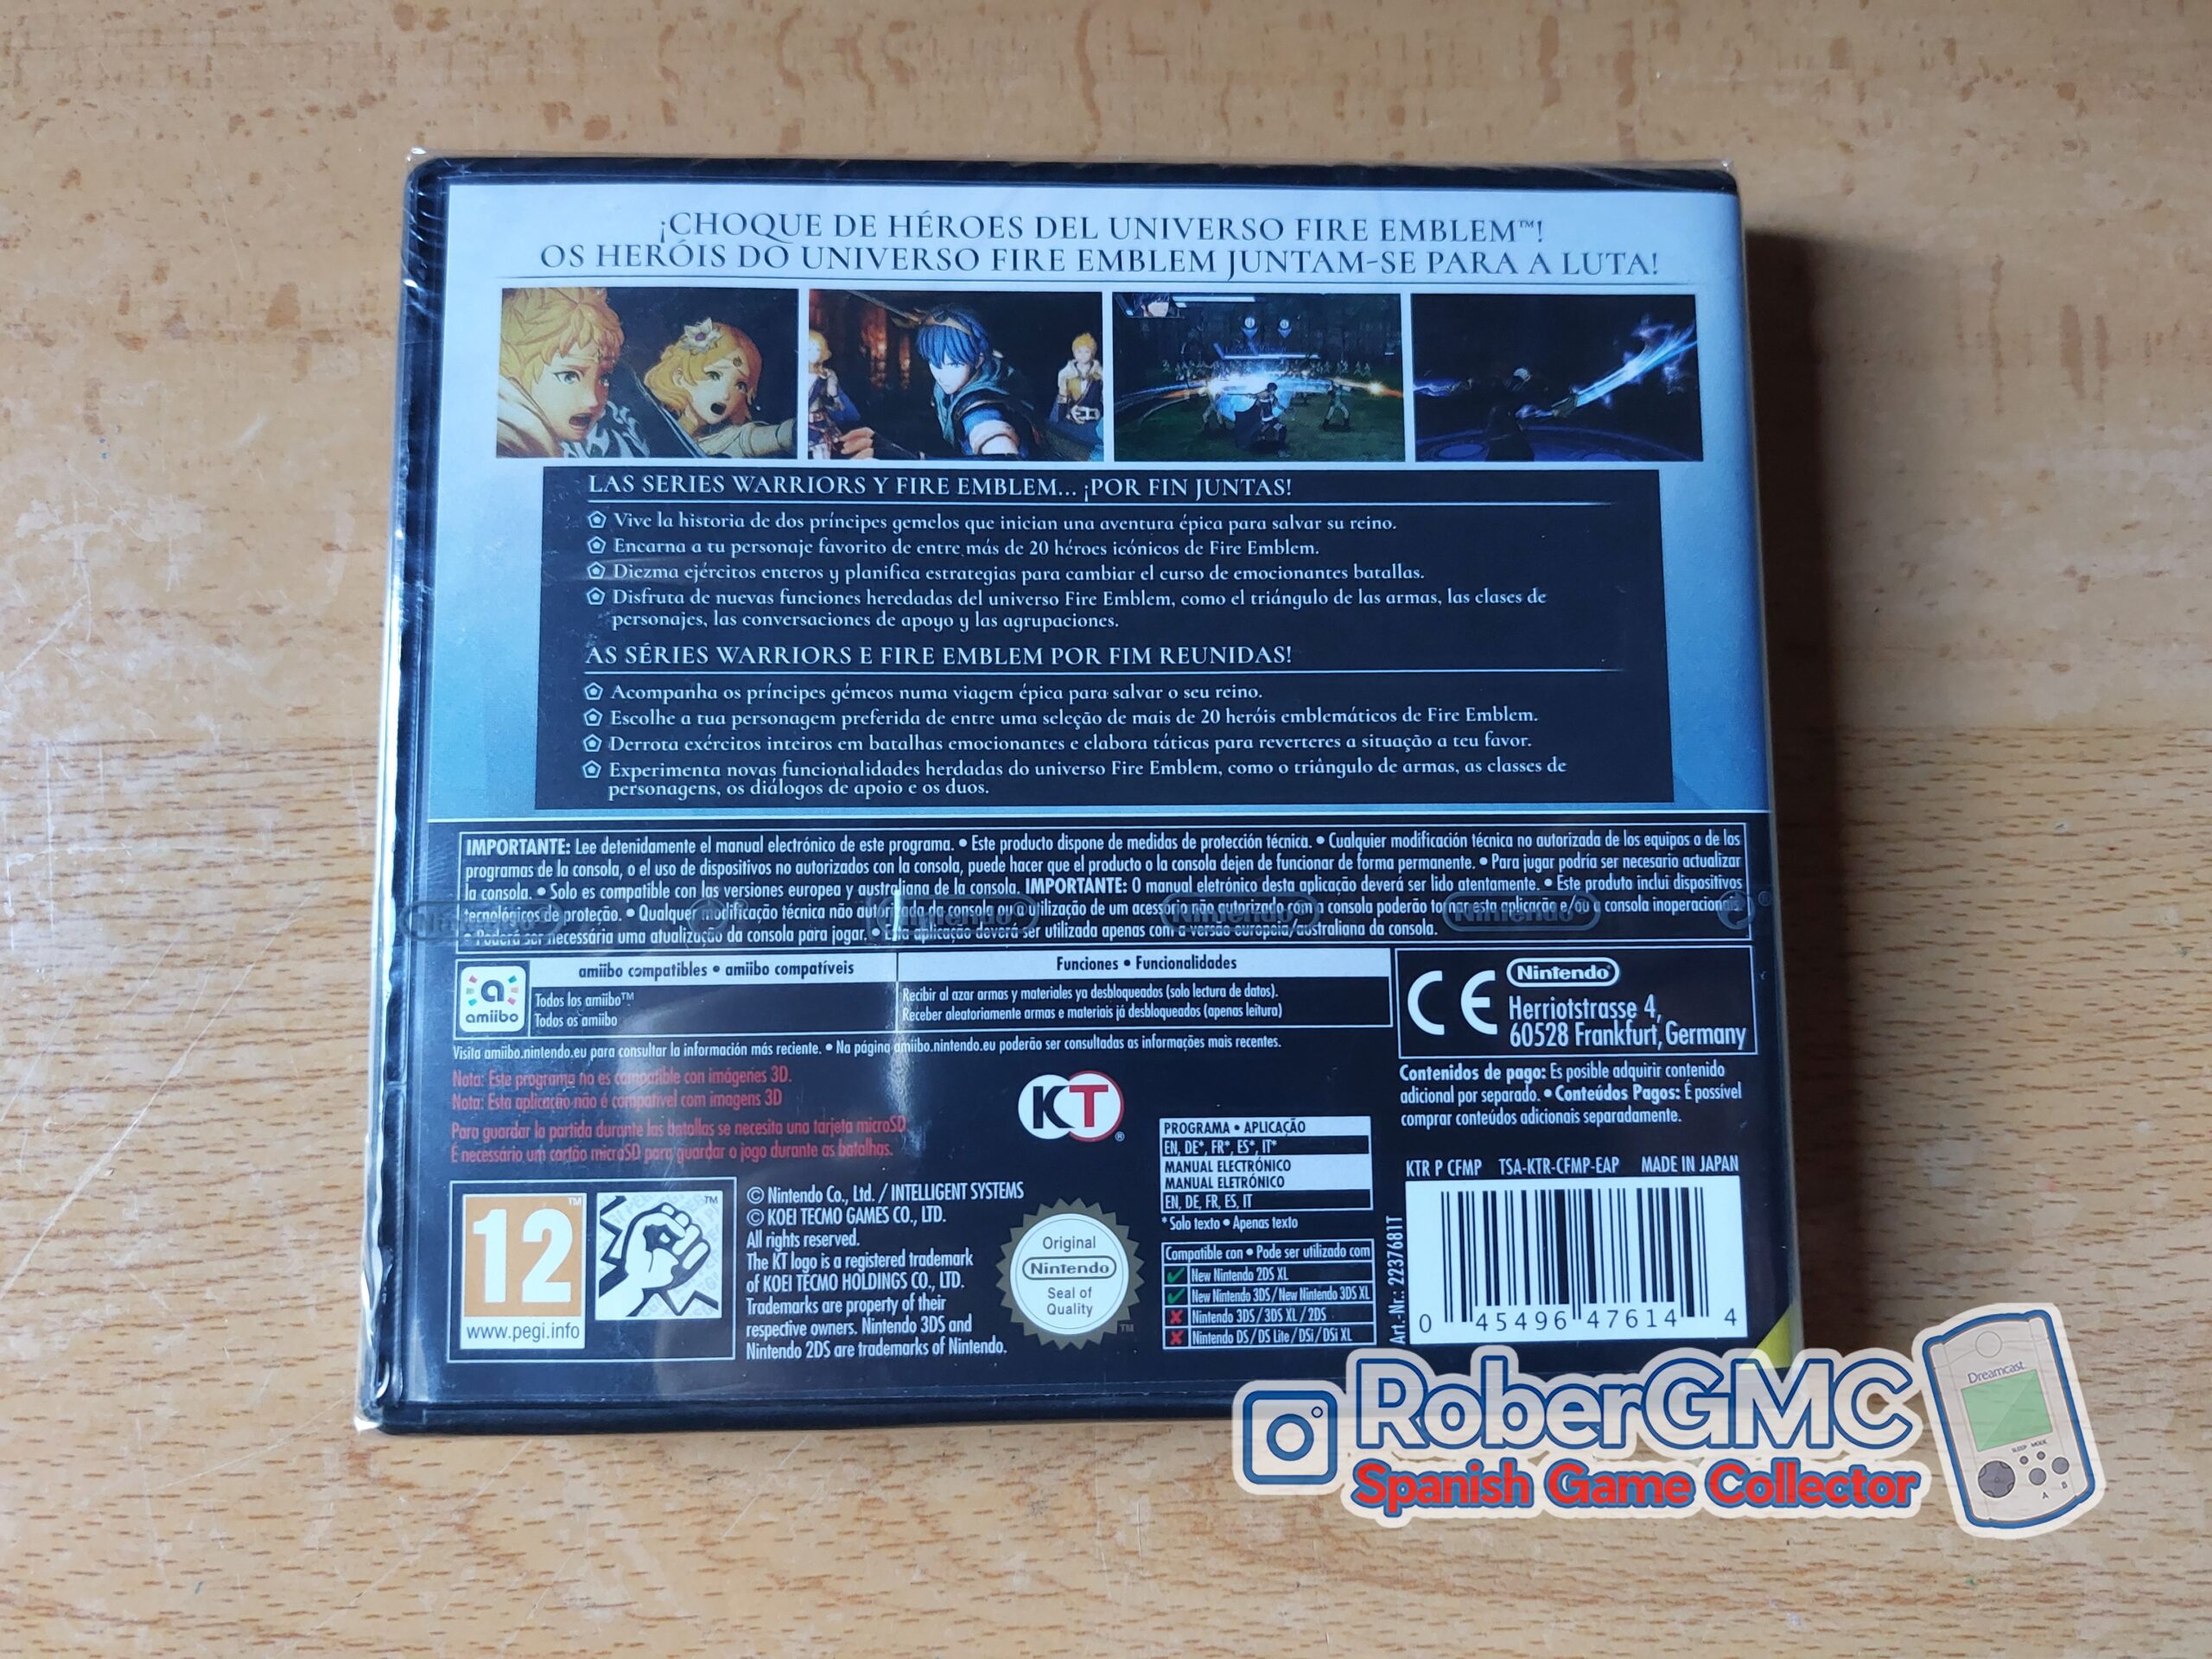 ¡CHOQUE DE HÉROES DEL UNIVERSO FIRE EMBLEM™!
OS HERÓIS DO UNIVERSO FIRE EMBLEM JUNTAM-SE PARA A LUTA!
LAS SERIES WARRIORS Y FIRE EMBLEM... ¡POR FIN JUNTAS!
Vive la historia de dos príncipes gemelos que inician una aventura épica para salvar su reino.
Encarna a tu personaje favorito de entre más de 20 héroes icónicos de Fire Emblem.
Diezma ejércitos enteros y planifica estrategias para cambiar el curso de emocionantes batallas.
Disfruta de nuevas funciones heredadas del universo Fire Emblem, como el triángulo de las armas, las clases de
personajes, las conversaciones de apoyo y las agrupaciones.
AS SÉRIES WARRIORS E FIRE EMBLEM POR FIM REUNIDAS!
Acompanha os príncipes gémeos numa viagem épica para salvar o seu reino.
Escolhe a tua personagem preferida de entre uma seleção de mais de 20 heróis emblemáticos de Fire Emblem.
Derrota exércitos inteiros em batalhas emocionantes e elabora táticas para reverteres a situação a teu favor.
Experimenta novas funcionalidades herdadas do universo Fire Emblem, como o triângulo de armas, as classes de
personagens, os diálogos de apoio e os duos.
IMPORTANTE: Lee detenidamente el manual electrónico de este programa. • Este producto dispone de medidas de protección técnica. • Cualquier modificación técnica no autorizada de los equipos o de los
programas de la consola, o el uso de dispositivos no autorizados con la consola, puede hacer que el producto o la consola dejen de funcionar de forma permanente. • Para jugar podría ser necesario actualizar
la consola. • Solo es compatible con las versiones europea y australiana de la consola. IMPORTANTE: O manual eletrónico desta aplicação deverá ser lido atentamente. • Este produto inclui dispositivos
tecnológicos de proteção. • Qualquer modificação técnica não autorizada da consola ou a utilização de um acessório não autorizado com a consola poderão tornar esta aplicação e/ou a consola inoperacionais.
• Poderá ser necessária uma atualização da consola para jogar. • Esta aplicação deverá ser utilizada apenas com a versão europeia/australiana da consola.
amiibo
amiibo compatibles • amiibo compatíveis
Funciones • Funcionalidades
Todos los amiibo™
Todos os amiibo
Recibir al azar armas y materiales ya desbloqueados (solo lectura de datos).
Receber aleatoriamente armas e materiais já desbloqueados (apenas leitura)
Visita amiibo.nintendo.eu para consultar la información más reciente. • Na página amiibo.nintendo.eu poderão ser consultadas as informações mais recentes.
CE
Nintendo®
Herriotstrasse 4,
60528 Frankfurt, Germany
Nota: Este programa no es compatible con imágenes 3D.
Nota: Esta aplicação não é compatível com imagens 3D
Para guardar la partida durante las batallas se necesita una tarjeta microSD
É necessário um cartão microSD para guardar o jogo durante as batalhas.
KT®
Contenidos de pago: Es posible adquirir contenido
adicional por separado. • Conteúdos Pagos: É possível
comprar conteúdos adicionais separadamente.
PROGRAMA • APLICAÇÃO
EN, DE*, FR*, ES*, IT*
MANUAL ELECTRÓNICO
MANUAL ELETRÓNICO
EN, DE, FR, ES, IT
* Solo texto • Apenas texto
Compatible con • Pode ser utilizado com
New Nintendo 2DS XL
New Nintendo 3DS / New Nintendo 3DS XL
Nintendo 3DS / 3DS XL / 2DS
Nintendo DS / DS Lite / DSi / DSi XL
KTR P CFMP TSA-KTR-CFMP-EAP MADE IN JAPAN
Art.-Nr.: 2237681T
0 45496 47614 4
12™
www.pegi.info
© Nintendo Co., Ltd. / INTELLIGENT SYSTEMS
© KOEI TECMO GAMES CO., LTD.
All rights reserved.
The KT logo is a registered trademark
of KOEI TECMO HOLDINGS CO., LTD.
Trademarks are property of their
respective owners. Nintendo 3DS and
Nintendo 2DS are trademarks of Nintendo.
Original
Nintendo
Seal of
Quality
™
RoberGMC
Spanish Game Collector
Dreamcast
SLEEP MODE
A B